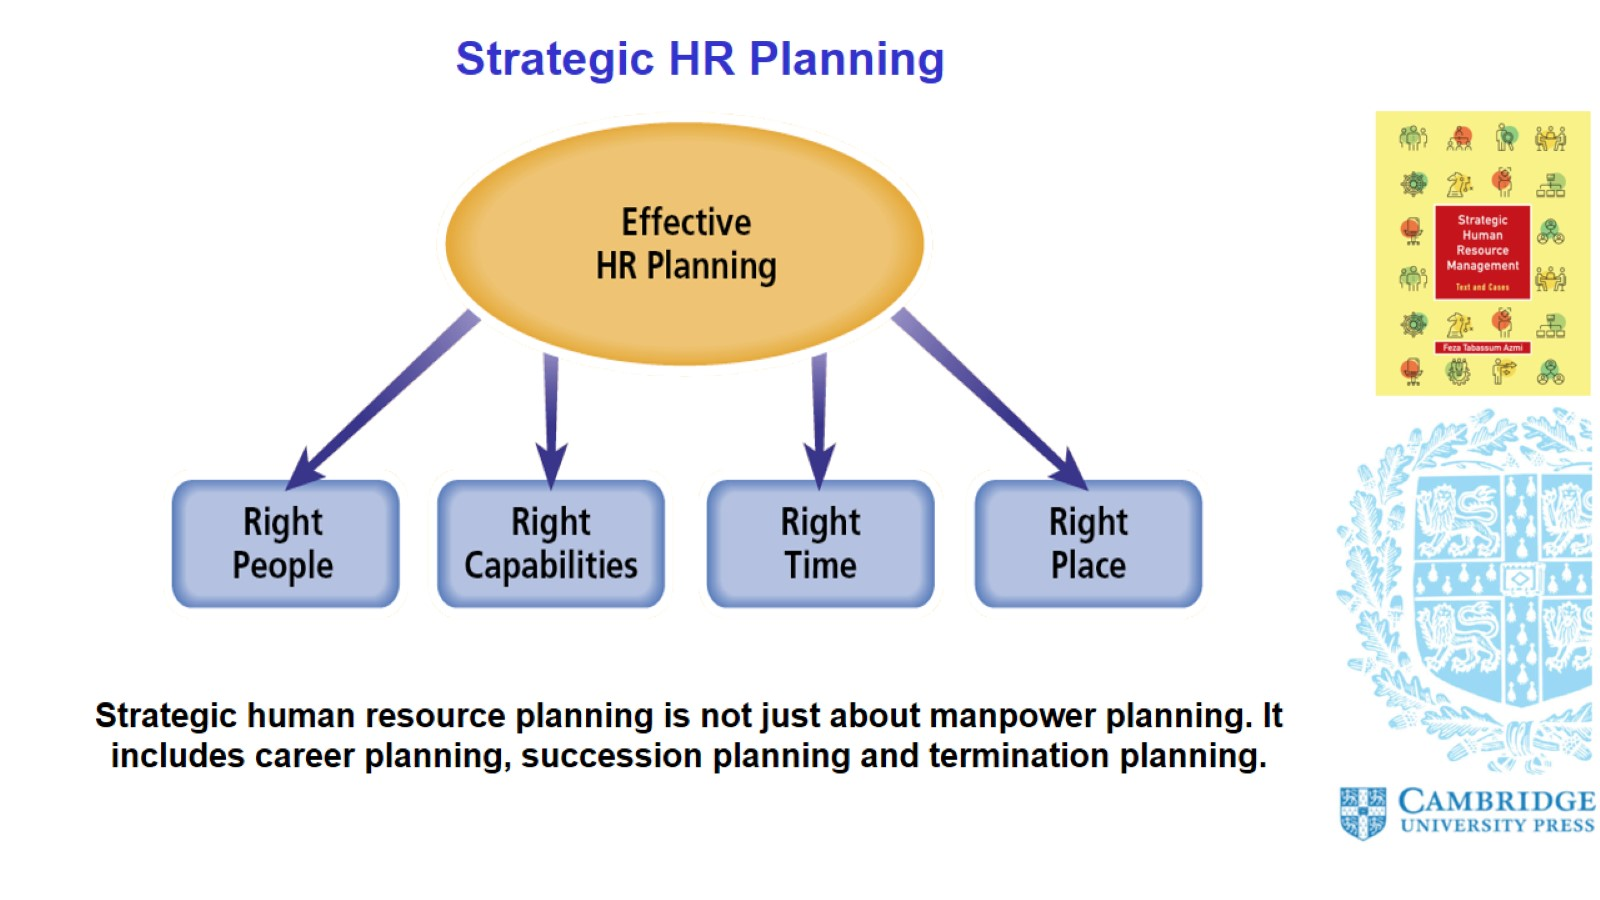 Strategic HR Planning
Effective
HR Planning
Right
People
Right
Capabilities
Right
Time
Right
Place
Strategic human resource planning is not just about manpower planning. It
includes career planning, succession planning and termination planning.
Strategic
Human
Resource
Management
Text and Cases
Feza Tabassum Azmi
CAMBRIDGE
UNIVERSITY PRESS